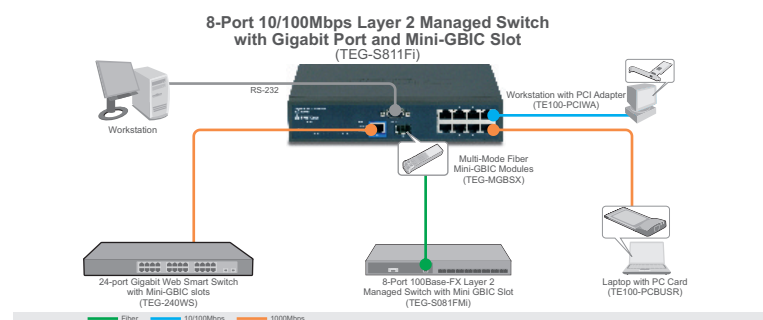 8-Port 10/100Mbps Layer 2 Managed Switch
with Gigabit Port and Mini-GBIC Slot
(TEG-S811Fi)
RS-232
Workstation
Workstation with PCI Adapter
(TE100-PCIWA)
Multi-Mode Fiber
Mini-GBIC Modules
(TEG-MGBSX)
24-port Gigabit Web Smart Switch
with Mini-GBIC slots
(TEG-240WS)
8-Port 100Base-FX Layer 2
Managed Switch with Mini GBIC Slot
(TEG-S081FMi)
Laptop with PC Card
(TE100-PCBUSR)
Fiber
10/100Mbps
1000Mbps